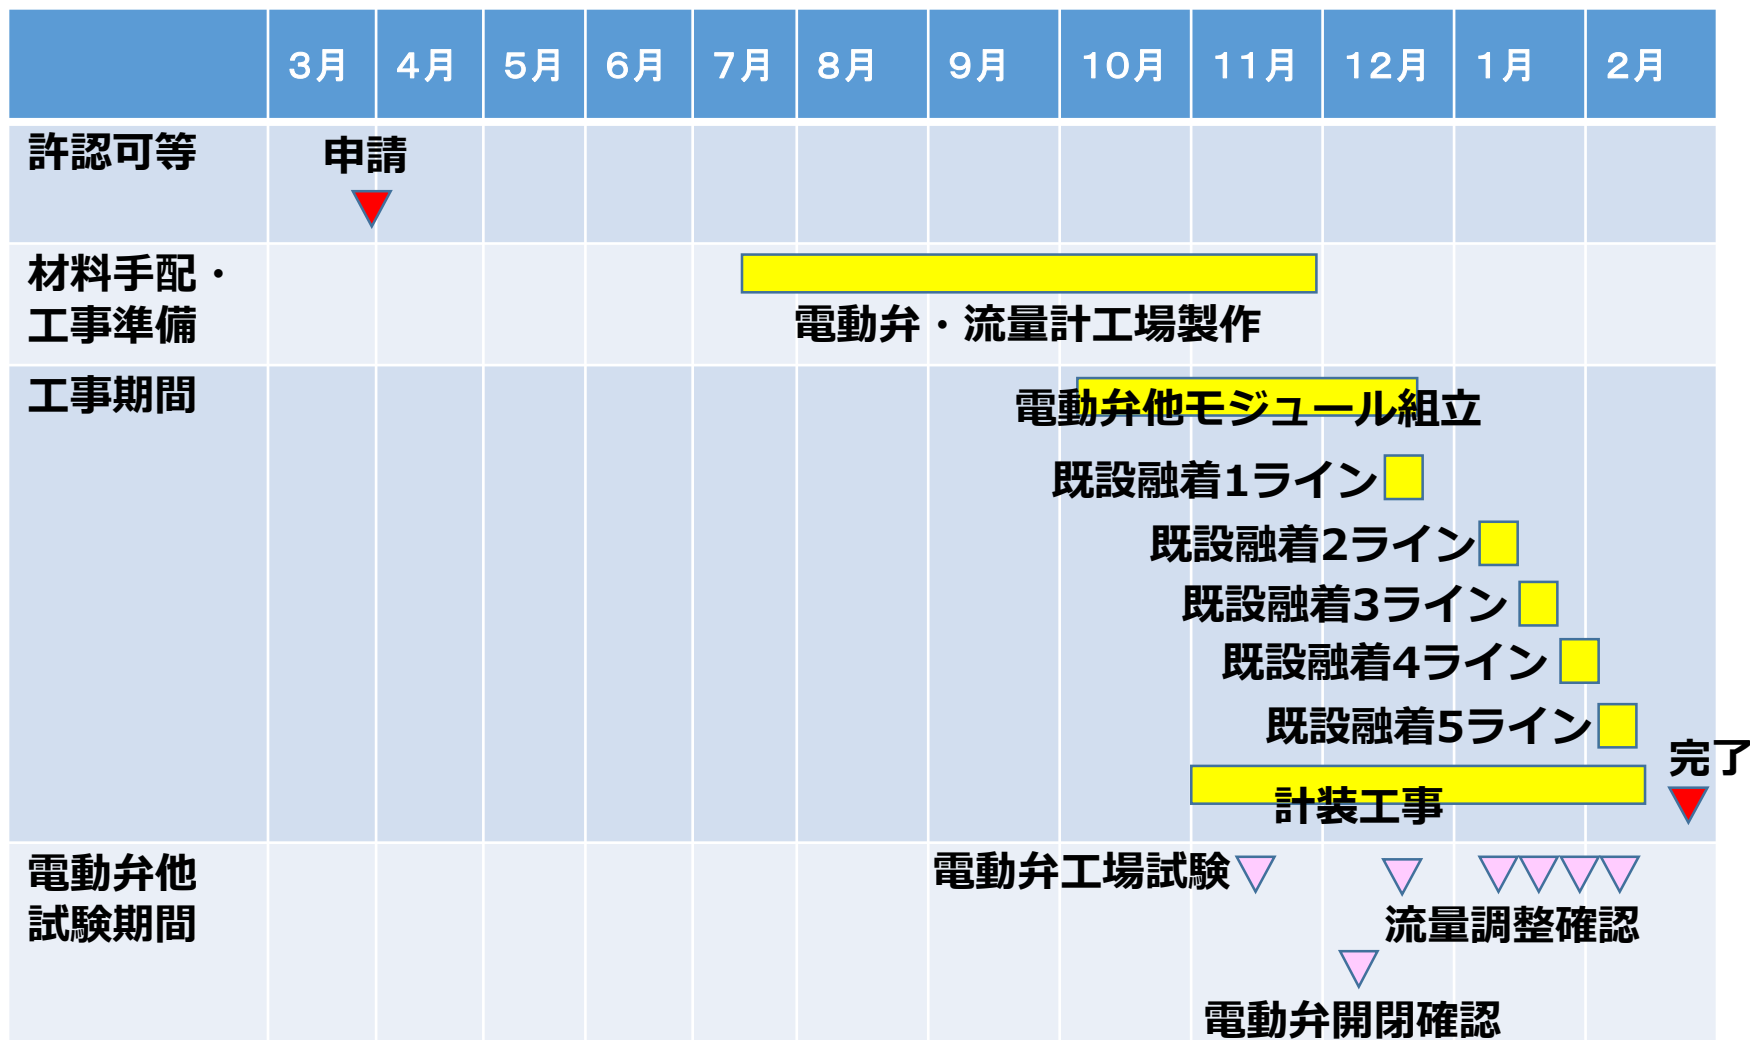 3月 4月 5月 6月 7月 8月 9月 10月 11月 12月 1月 2月
許認可等
申請
材料手配・
工事準備
電動弁・流量計工場製作
工事期間
電動弁他モジュール組立
既設融着1ライン
既設融着2ライン
既設融着3ライン
既設融着4ライン
既設融着5ライン
計装工事
完了
電動弁他
試験期間
電動弁工場試験
流量調整確認
電動弁開閉確認